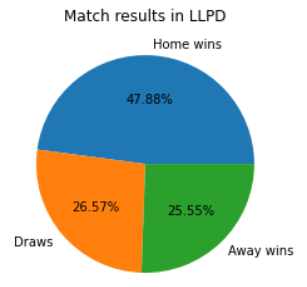 Match results in LLPD
Home wins
47.88%
26.57%
25.55%
Draws
Away wins